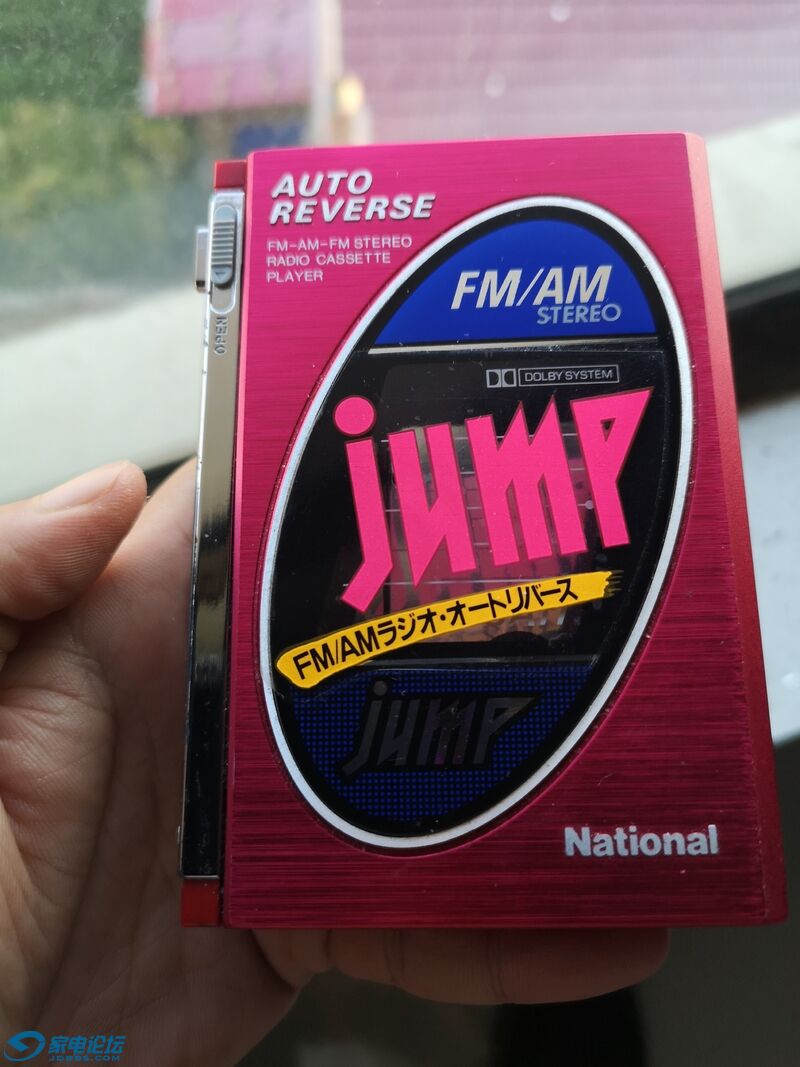 AUTO
REVERSE
FM-AM-FM STEREO
RADIO CASSETTE
PLAYER
OPEN
FM/AM
STEREO
DOLBY SYSTEM
jump
FM/AMラジオ・オートリバース
jump
National
家电论坛
JDBBS.COM